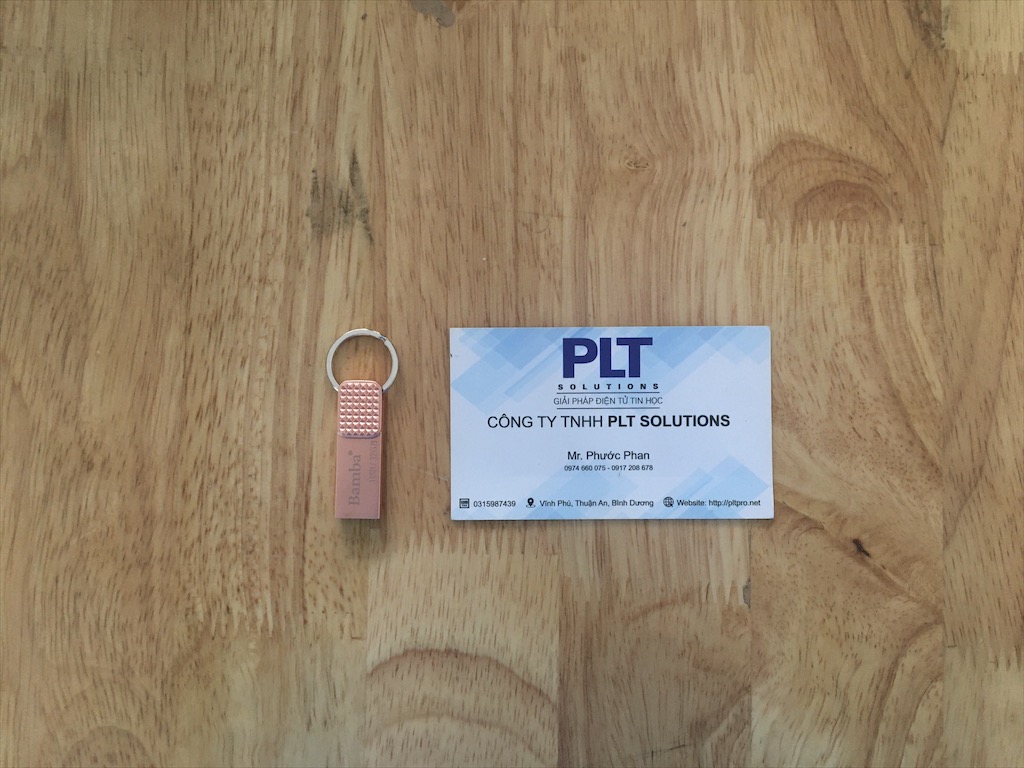 Bamba®
PLT
SOLUTIONS
GIẢI PHÁP ĐIỆN TỬ TIN HỌC
CÔNG TY TNHH PLT SOLUTIONS
Mr. Phước Phan
0974 660 075 - 0917 208 678
0315987439 Vĩnh Phú, Thuận An, Bình Dương Website: http://pltpro.net